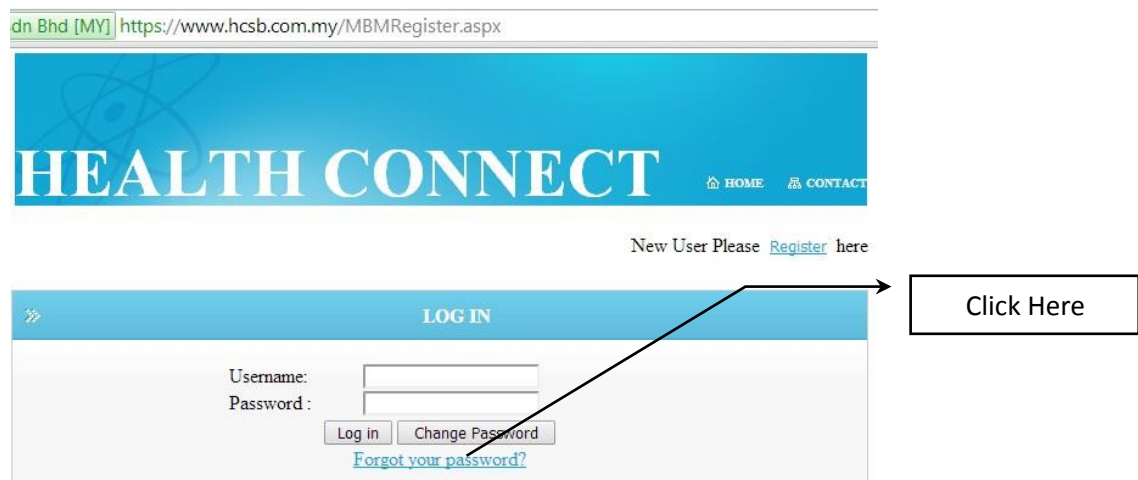 dn Bhd [MY] https://www.hcsb.com.my/MBMRegister.aspx
HEALTH CONNECT
HOME CONTACT
New User Please Register here
LOG IN
Click Here
Username:
Password :
Log in Change Password
Forgot your password?